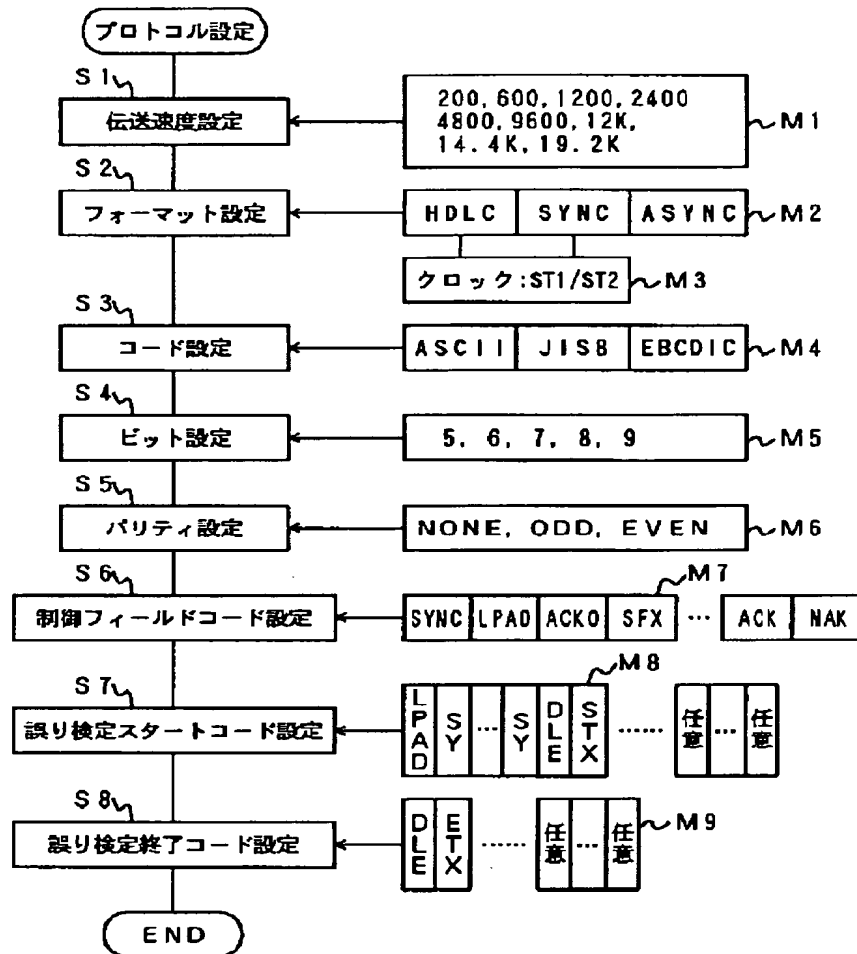 プロトコル設定
S1
伝送速度設定
200, 600, 1200, 2400
4800, 9600, 12K,
14.4K, 19.2K
M1
S2
フォーマット設定
HDLC SYNC ASYNC
M2
クロック:ST1/ST2
M3
S3
コード設定
ASCII JIS8 EBCDIC
M4
S4
ビット設定
5, 6, 7, 8, 9
M5
S5
パリティ設定
NONE, ODD, EVEN
M6
S6
制御フィールドコード設定
SYNC LPAD ACK0 SFX … ACK NAK
M7
S7
誤り検定スタートコード設定
LPAD SY … SY DLE STX …… 任意 … 任意
M8
S8
誤り検定終了コード設定
DLE ETX …… 任意 … 任意
M9
END